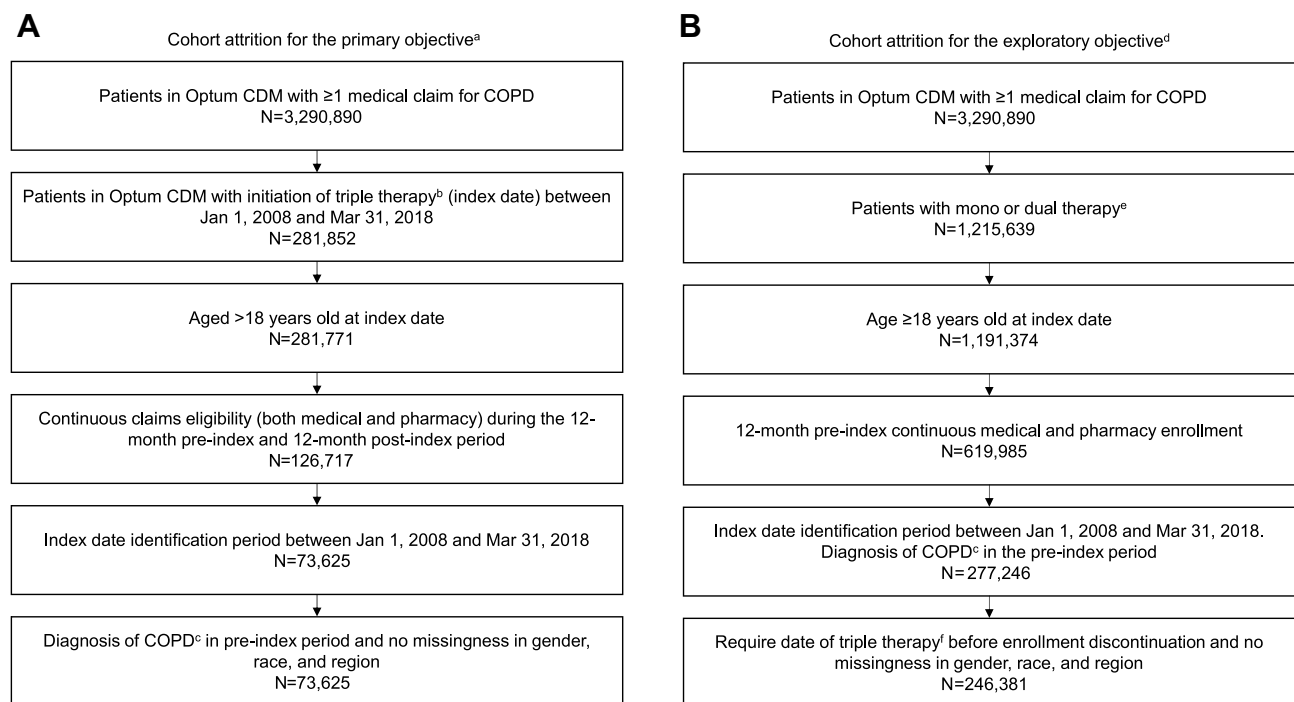 A
Cohort attrition for the primary objectiveᵃ
Patients in Optum CDM with ≥1 medical claim for COPD
N=3,290,890
Patients in Optum CDM with initiation of triple therapyᵇ (index date) between
Jan 1, 2008 and Mar 31, 2018
N=281,852
Aged >18 years old at index date
N=281,771
Continuous claims eligibility (both medical and pharmacy) during the 12-
month pre-index and 12-month post-index period
N=126,717
Index date identification period between Jan 1, 2008 and Mar 31, 2018
N=73,625
Diagnosis of COPDᶜ in pre-index period and no missingness in gender,
race, and region
N=73,625
B
Cohort attrition for the exploratory objectiveᵈ
Patients in Optum CDM with ≥1 medical claim for COPD
N=3,290,890
Patients with mono or dual therapyᵉ
N=1,215,639
Age ≥18 years old at index date
N=1,191,374
12-month pre-index continuous medical and pharmacy enrollment
N=619,985
Index date identification period between Jan 1, 2008 and Mar 31, 2018.
Diagnosis of COPDᶜ in the pre-index period
N=277,246
Require date of triple therapyᶠ before enrollment discontinuation and no
missingness in gender, race, and region
N=246,381